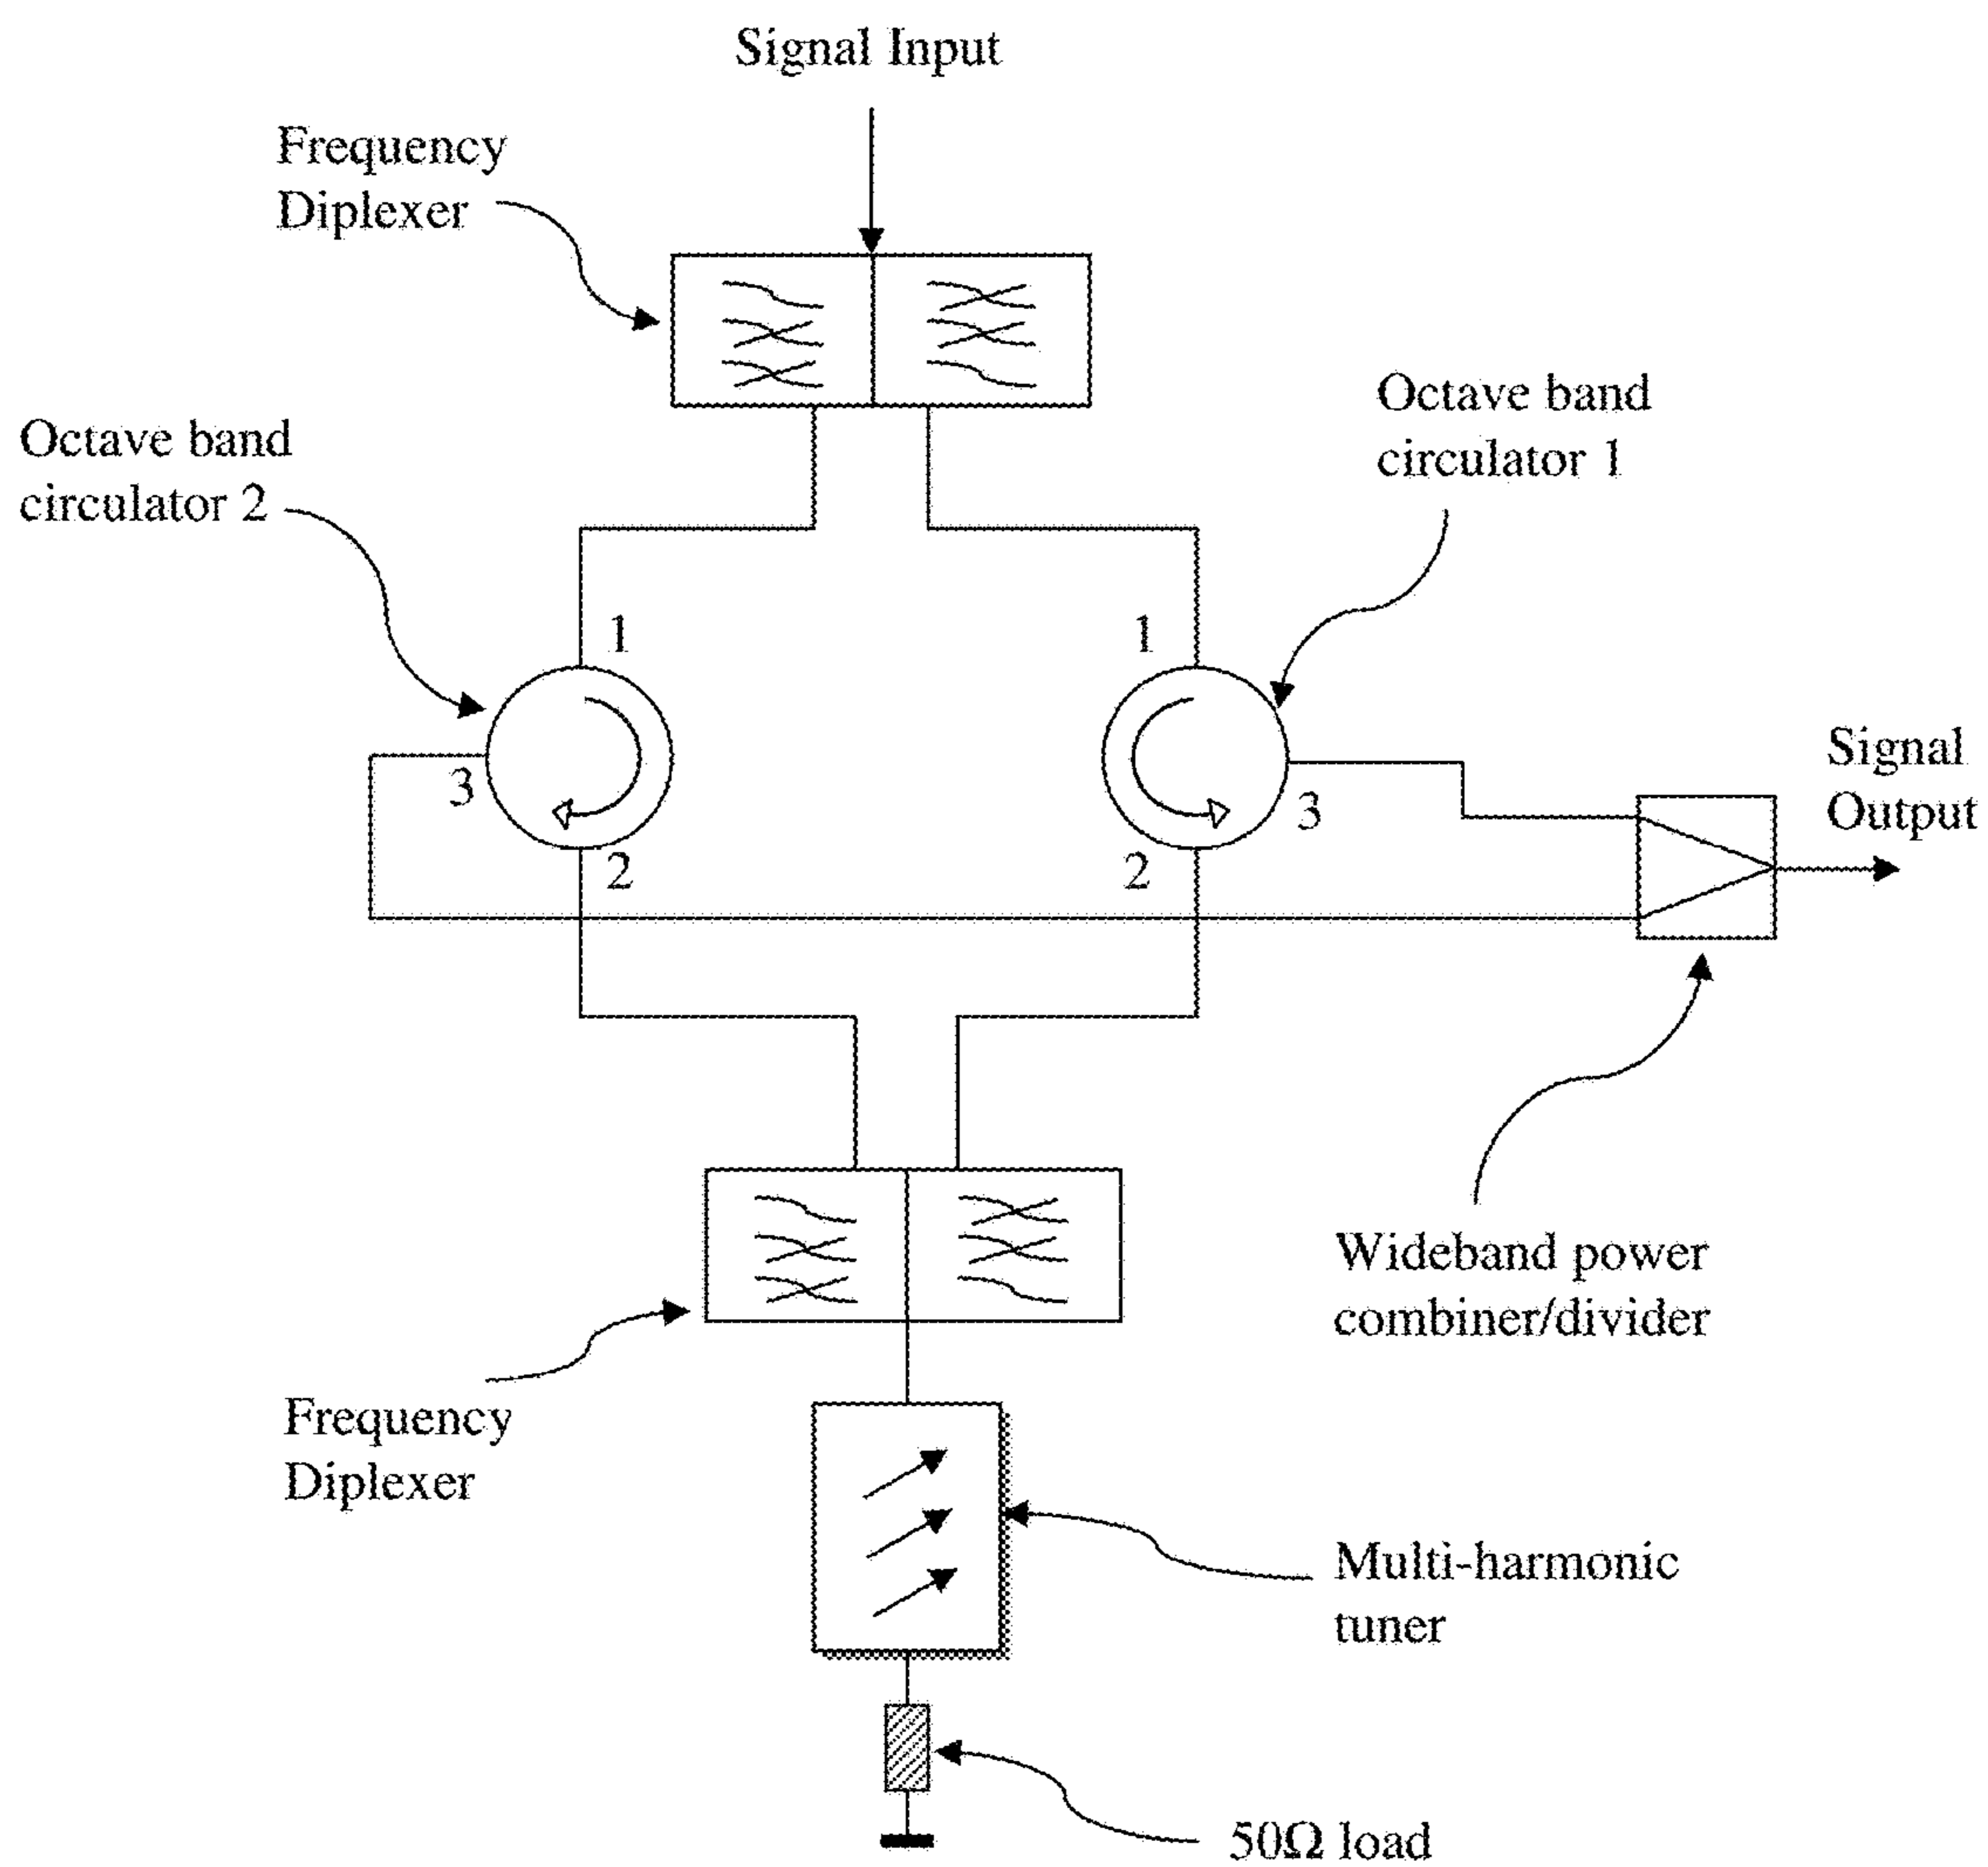 Signal Input
Frequency
Diplexer
Octave band
circulator 1
Octave band
circulator 2
1
1
3
3
2
2
Signal
Output
Wideband power
combiner/divider
Frequency
Diplexer
Multi-harmonic
tuner
50Ω load